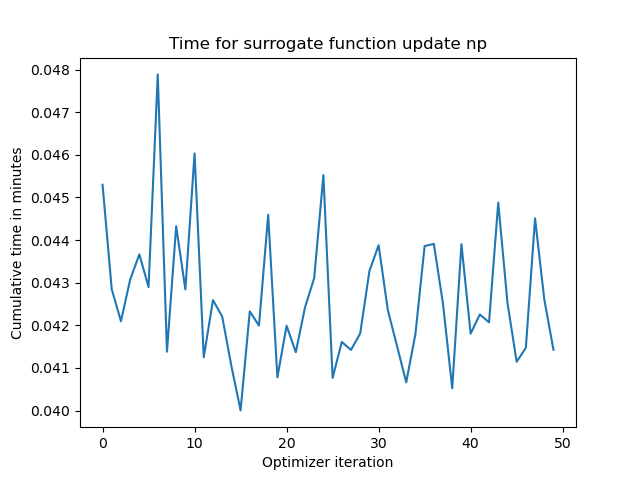 Time for surrogate function update np
Cumulative time in minutes
0.048
0.047
0.046
0.045
0.044
0.043
0.042
0.041
0.040
0 10 20 30 40 50
Optimizer iteration